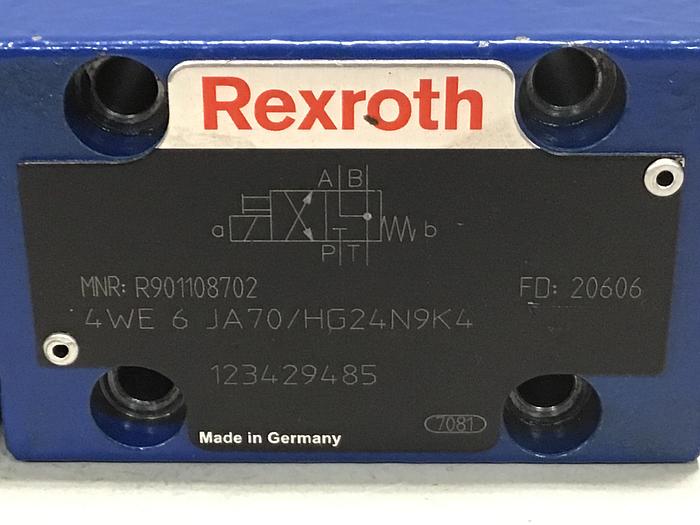 Rexroth
A B
a b
P T
MNR: R901108702 FD: 20606
4WE 6 JA70/HG24N9K4
123429485
7081
Made in Germany